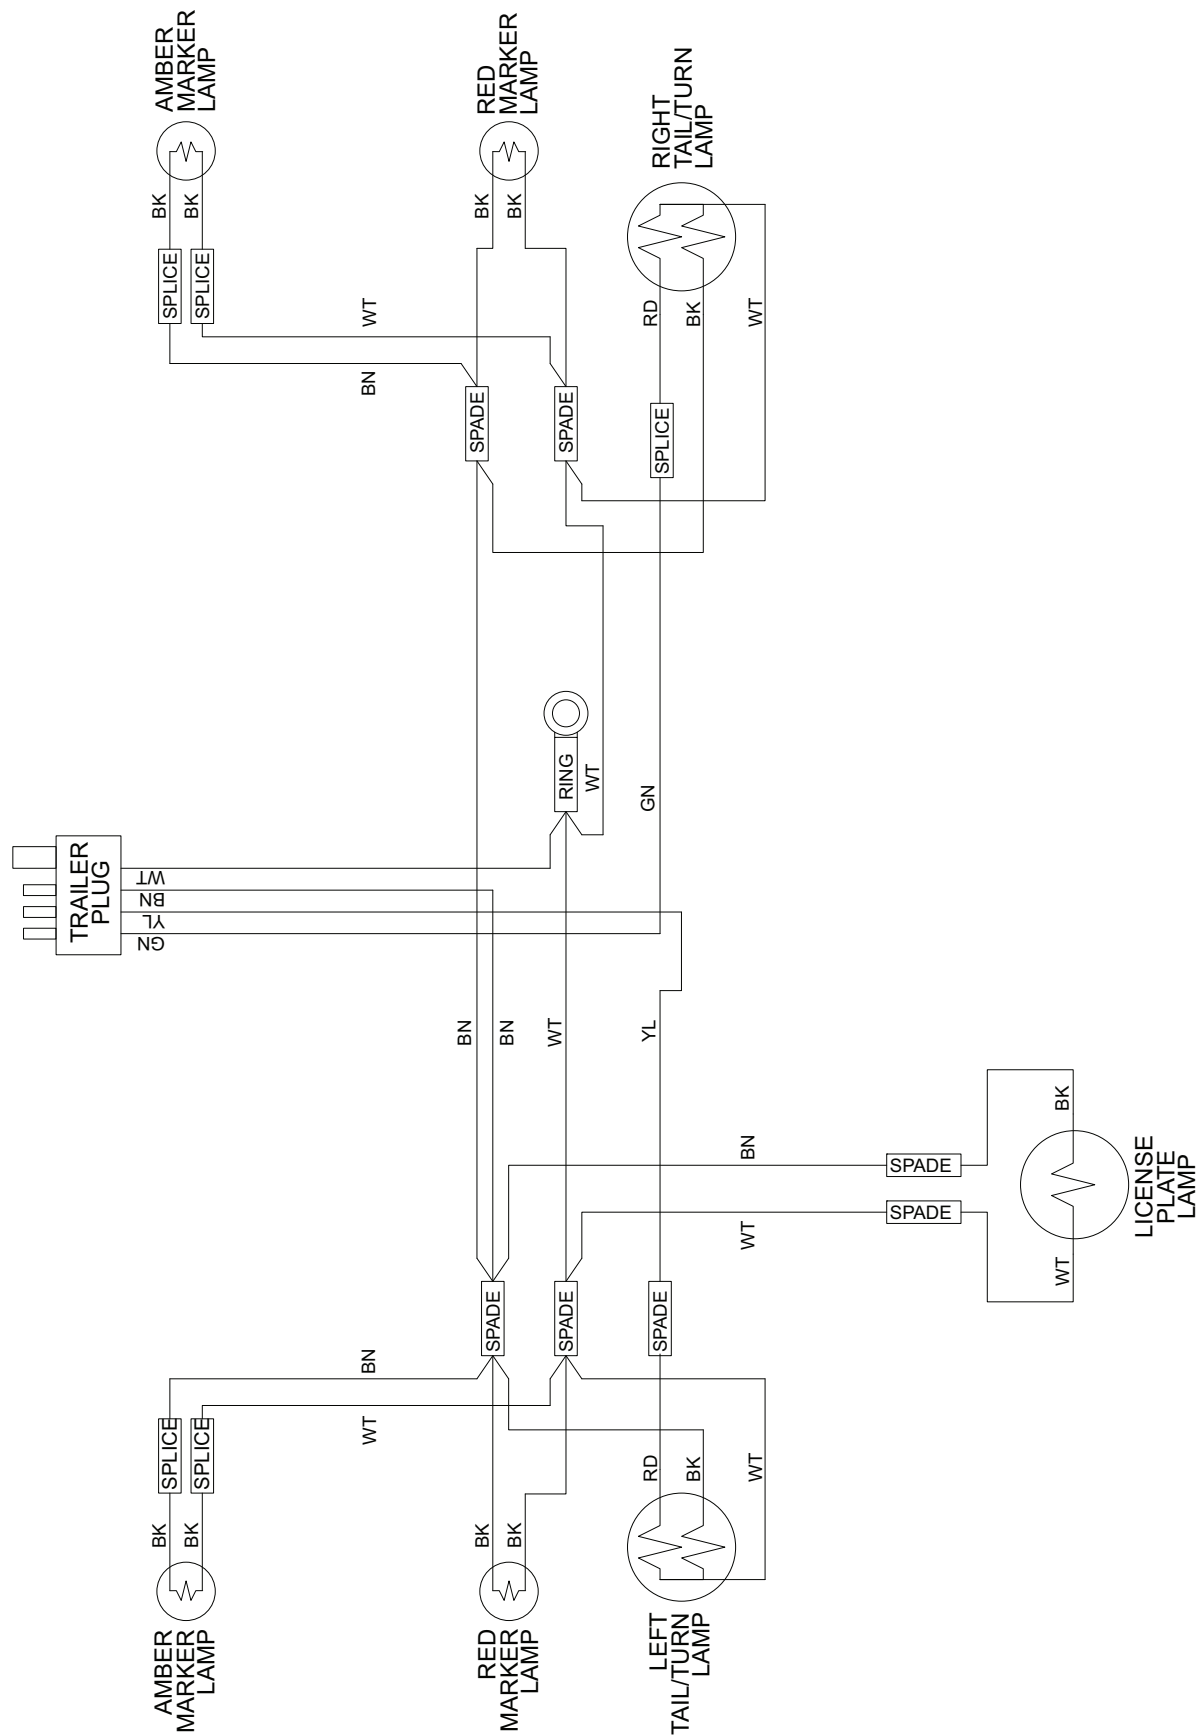 AMBER
MARKER
LAMP
BK
BK
SPLICE
SPLICE
WT
BN
RED
MARKER
LAMP
BK
BK
SPADE
SPADE
RIGHT
TAIL/TURN
LAMP
RD
BK
WT
SPLICE
RING
WT
GN
TRAILER
PLUG
WT
BN
YL
GN
BN
BN
WT
YL
BN
WT
SPADE
SPADE
BK
WT
LICENSE
PLATE
LAMP
SPADE
SPADE
SPADE
BN
WT
SPLICE
SPLICE
BK
BK
AMBER
MARKER
LAMP
BK
BK
RED
MARKER
LAMP
RD
BK
WT
LEFT
TAIL/TURN
LAMP